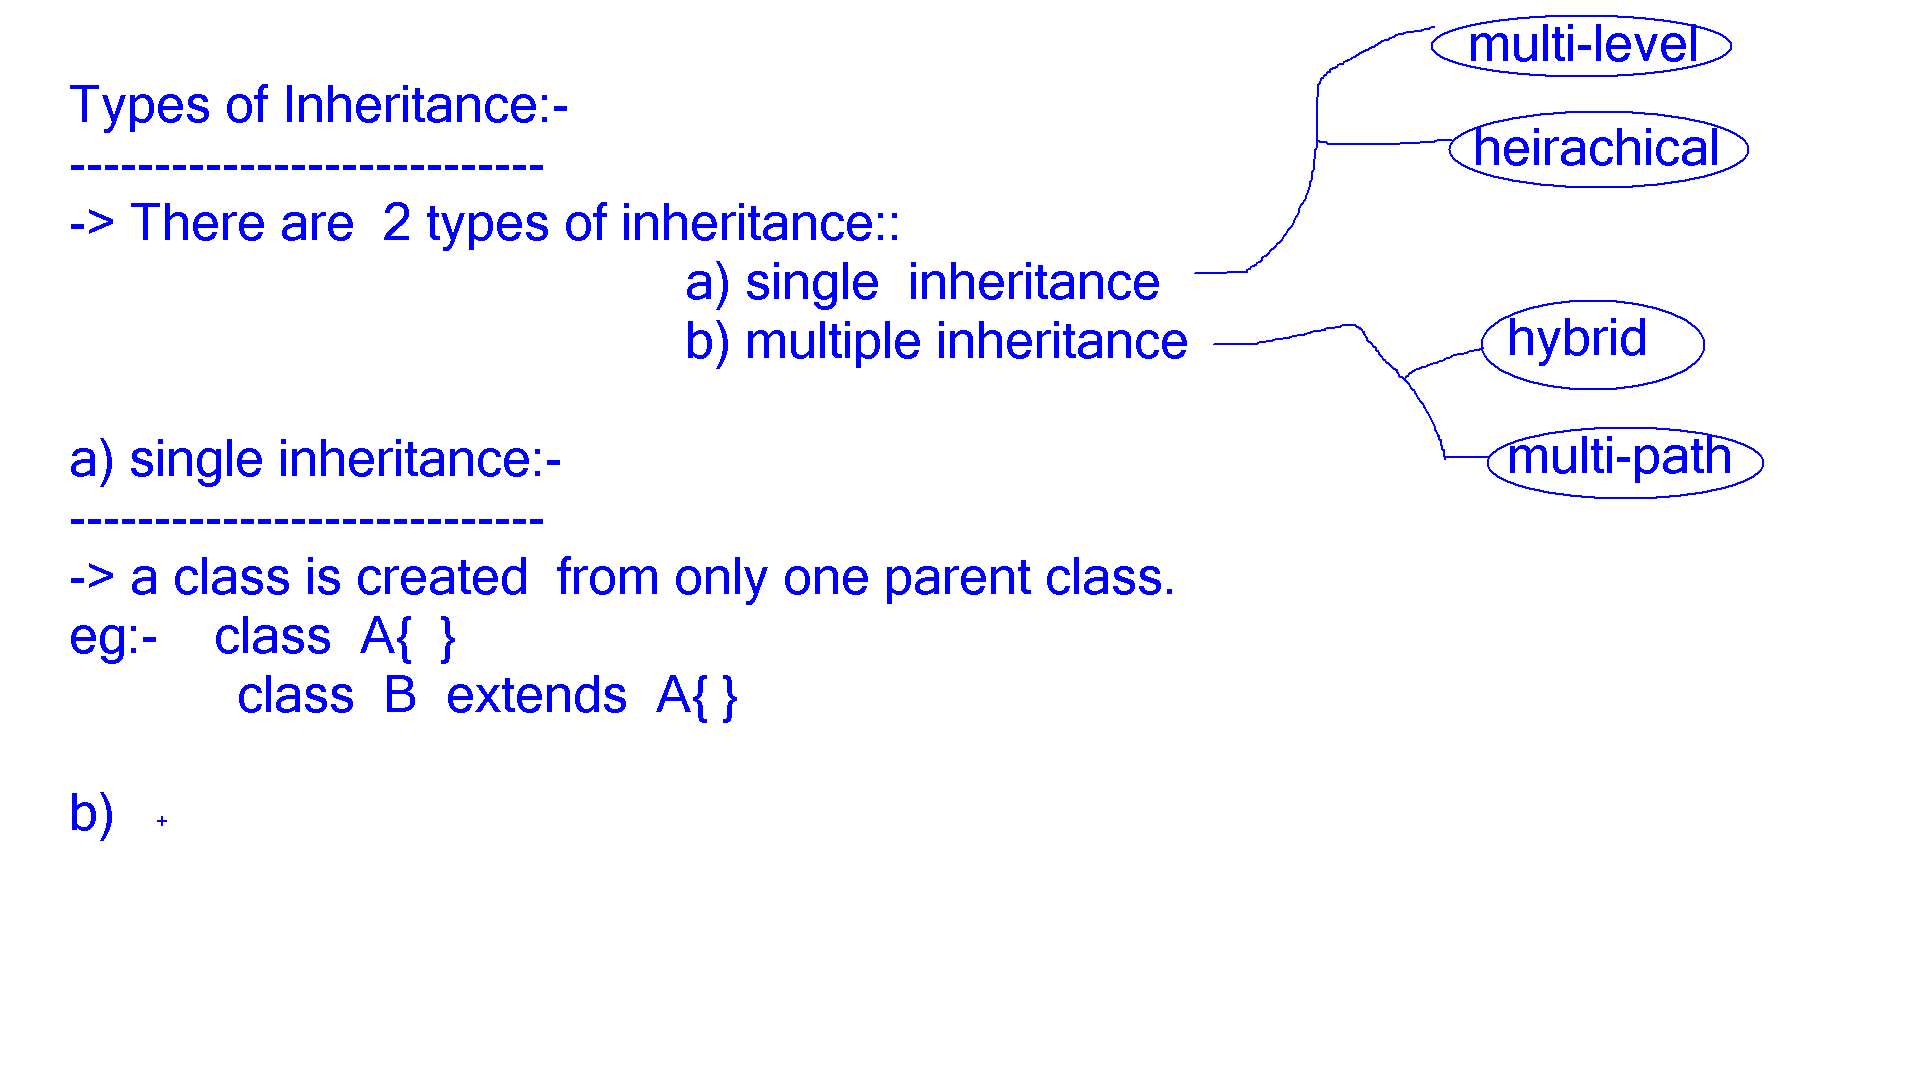 multi-level
Types of Inheritance:-
heirachical
---------------------------
-> There are  2 types of inheritance::
a) single  inheritance
b) multiple inheritance
hybrid
a) single inheritance:-
multi-path
---------------------------
-> a class is created  from only one parent class.
eg:-    class  A{  }
class  B  extends  A{ }
b)